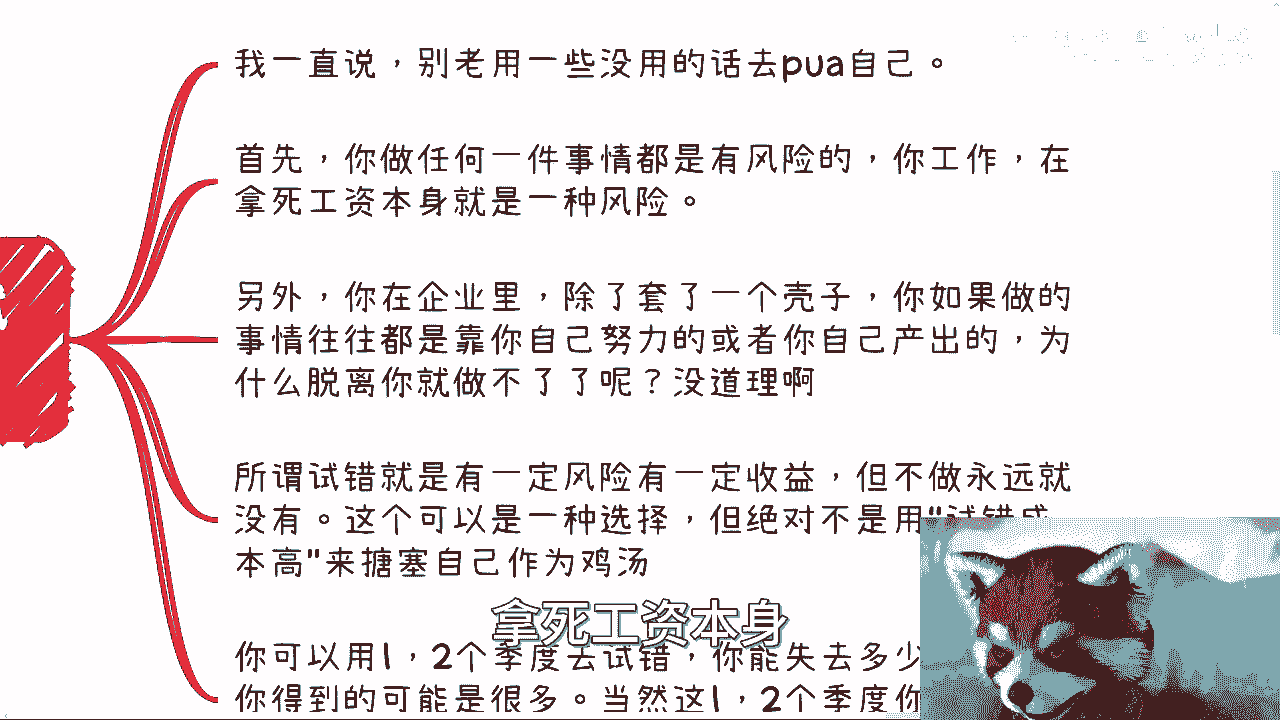 我一直说，别老用一些没用的话去pua自己。
首先，你做任何一件事情都是有风险的，你工作，在
拿死工资本身就是一种风险。
另外，你在企业里，除了套了一个壳子，你如果做的
事情往往都是靠你自己努力的或者你自己产出的，为
什么脱离你就做不了了呢？没道理啊
所谓试错就是有一定风险有一定收益，但不做永远就
没有。这个可以是一种选择，但绝对不是用"试错成
本高"来搪塞自己作为鸡汤
拿死工资本身
你可以用1，2个季度去试错，你能失去多少
你得到的可能是很多。当然这1，2个季度你